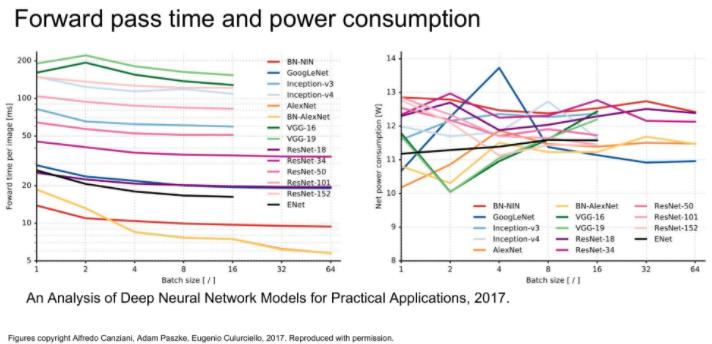 Forward pass time and power consumption
200
100
50
20
10
5
Foward time per image [ms]
1 2 4 8 16 32 64
Batch size [ / ]
BN-NIN
GoogLeNet
Inception-v3
Inception-v4
AlexNet
BN-AlexNet
VGG-16
VGG-19
ResNet-18
ResNet-34
ResNet-50
ResNet-101
ResNet-152
ENet
14
13
12
11
10
9
8
Net power consumption [W]
1 2 4 8 16 32 64
Batch size [ / ]
BN-NIN BN-AlexNet ResNet-50
GoogLeNet VGG-16 ResNet-101
Inception-v3 VGG-19 ResNet-152
Inception-v4 ResNet-18 ENet
AlexNet ResNet-34
An Analysis of Deep Neural Network Models for Practical Applications, 2017.
Figures copyright Alfredo Canziani, Adam Paszke, Eugenio Culurciello, 2017. Reproduced with permission.